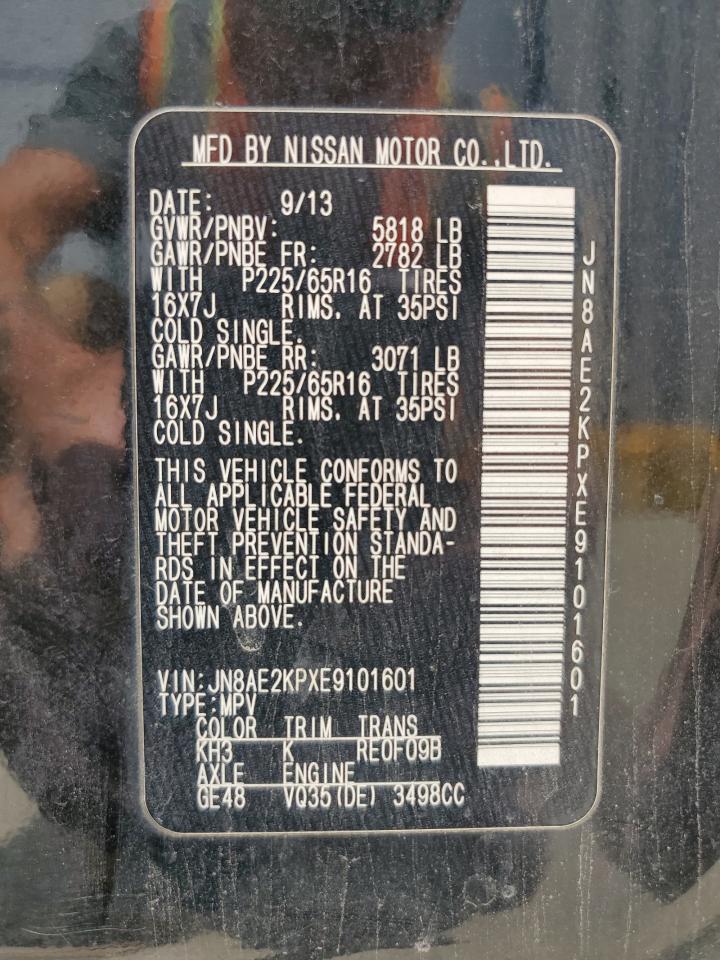 MFD BY NISSAN MOTOR CO.,LTD.
DATE: 9/13
GVWR/PNBV: 5818 LB
GAWR/PNBE FR: 2782 LB
WITH P225/65R16 TIRES
16X7J RIMS. AT 35PSI
COLD SINGLE.
GAWR/PNBE RR: 3071 LB
WITH P225/65R16 TIRES
16X7J RIMS. AT 35PSI
COLD SINGLE.
THIS VEHICLE CONFORMS TO
ALL APPLICABLE FEDERAL
MOTOR VEHICLE SAFETY AND
THEFT PREVENTION STANDA-
RDS IN EFFECT ON THE
DATE OF MANUFACTURE
SHOWN ABOVE.
VIN:JN8AE2KPXE9101601
TYPE:MPV
COLOR TRIM TRANS
KH3 K RE0F09B
AXLE ENGINE
GE48 VQ35(DE) 3498CC
JN8AE2KPXE9101601